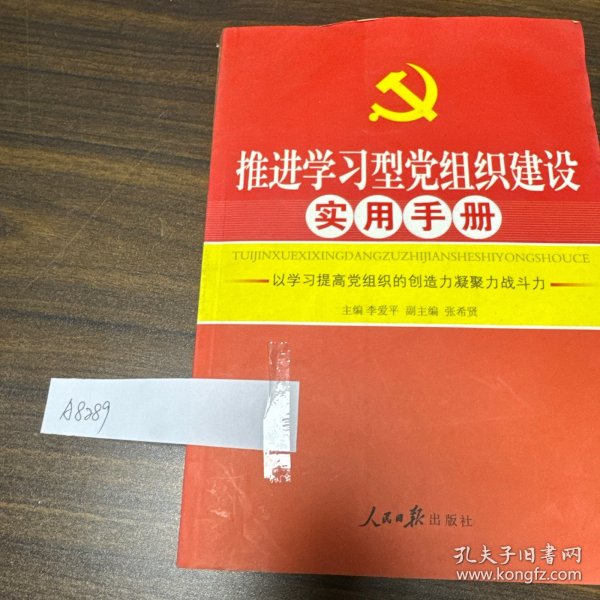 推进学习型党组织建设
实用手册
TUIJINXUEXIXINGDANGZUZHIJIANSHESHIYONGSHOUCE
以学习提高党组织的创造力凝聚力战斗力
主编 李爱平 副主编 张希贤
A8289
人民日报出版社
孔夫子旧书网
www.kongfz.com